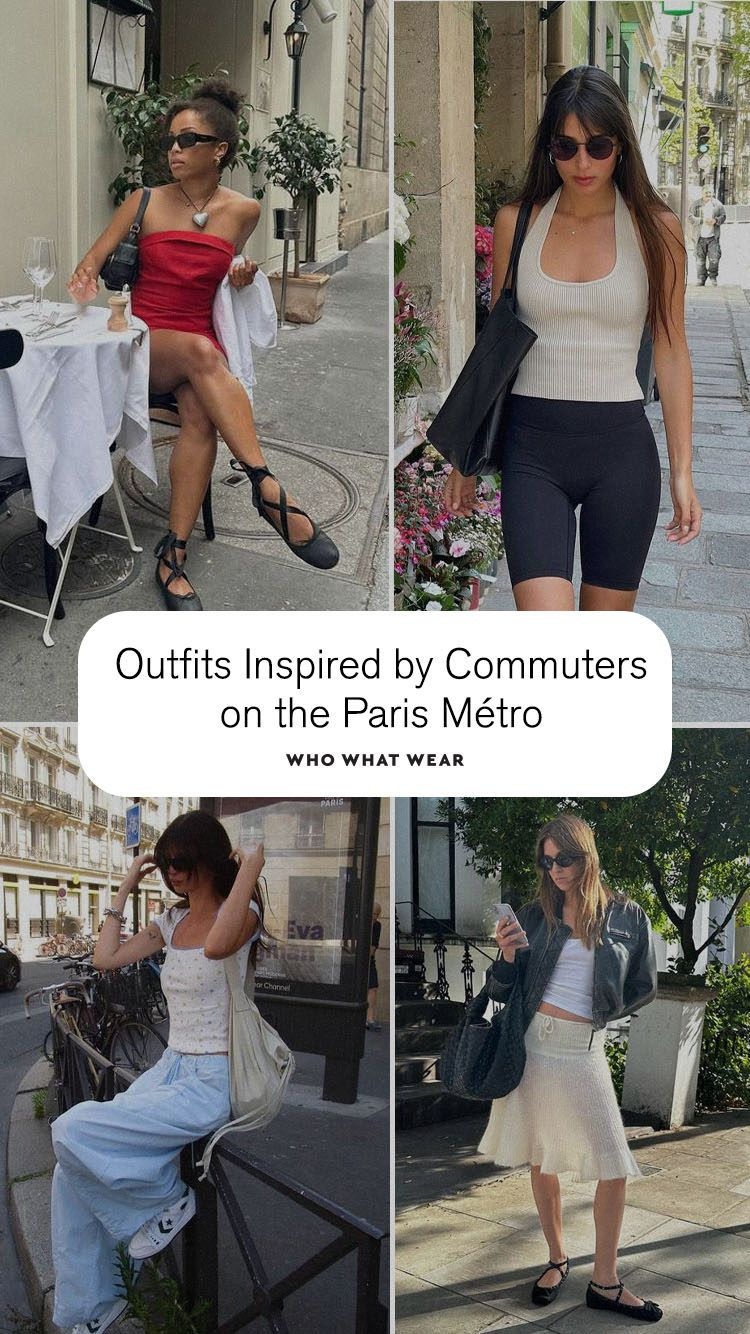 Outfits Inspired by Commuters
on the Paris Métro
WHO WHAT WEAR
PARIS
Eva
Channel